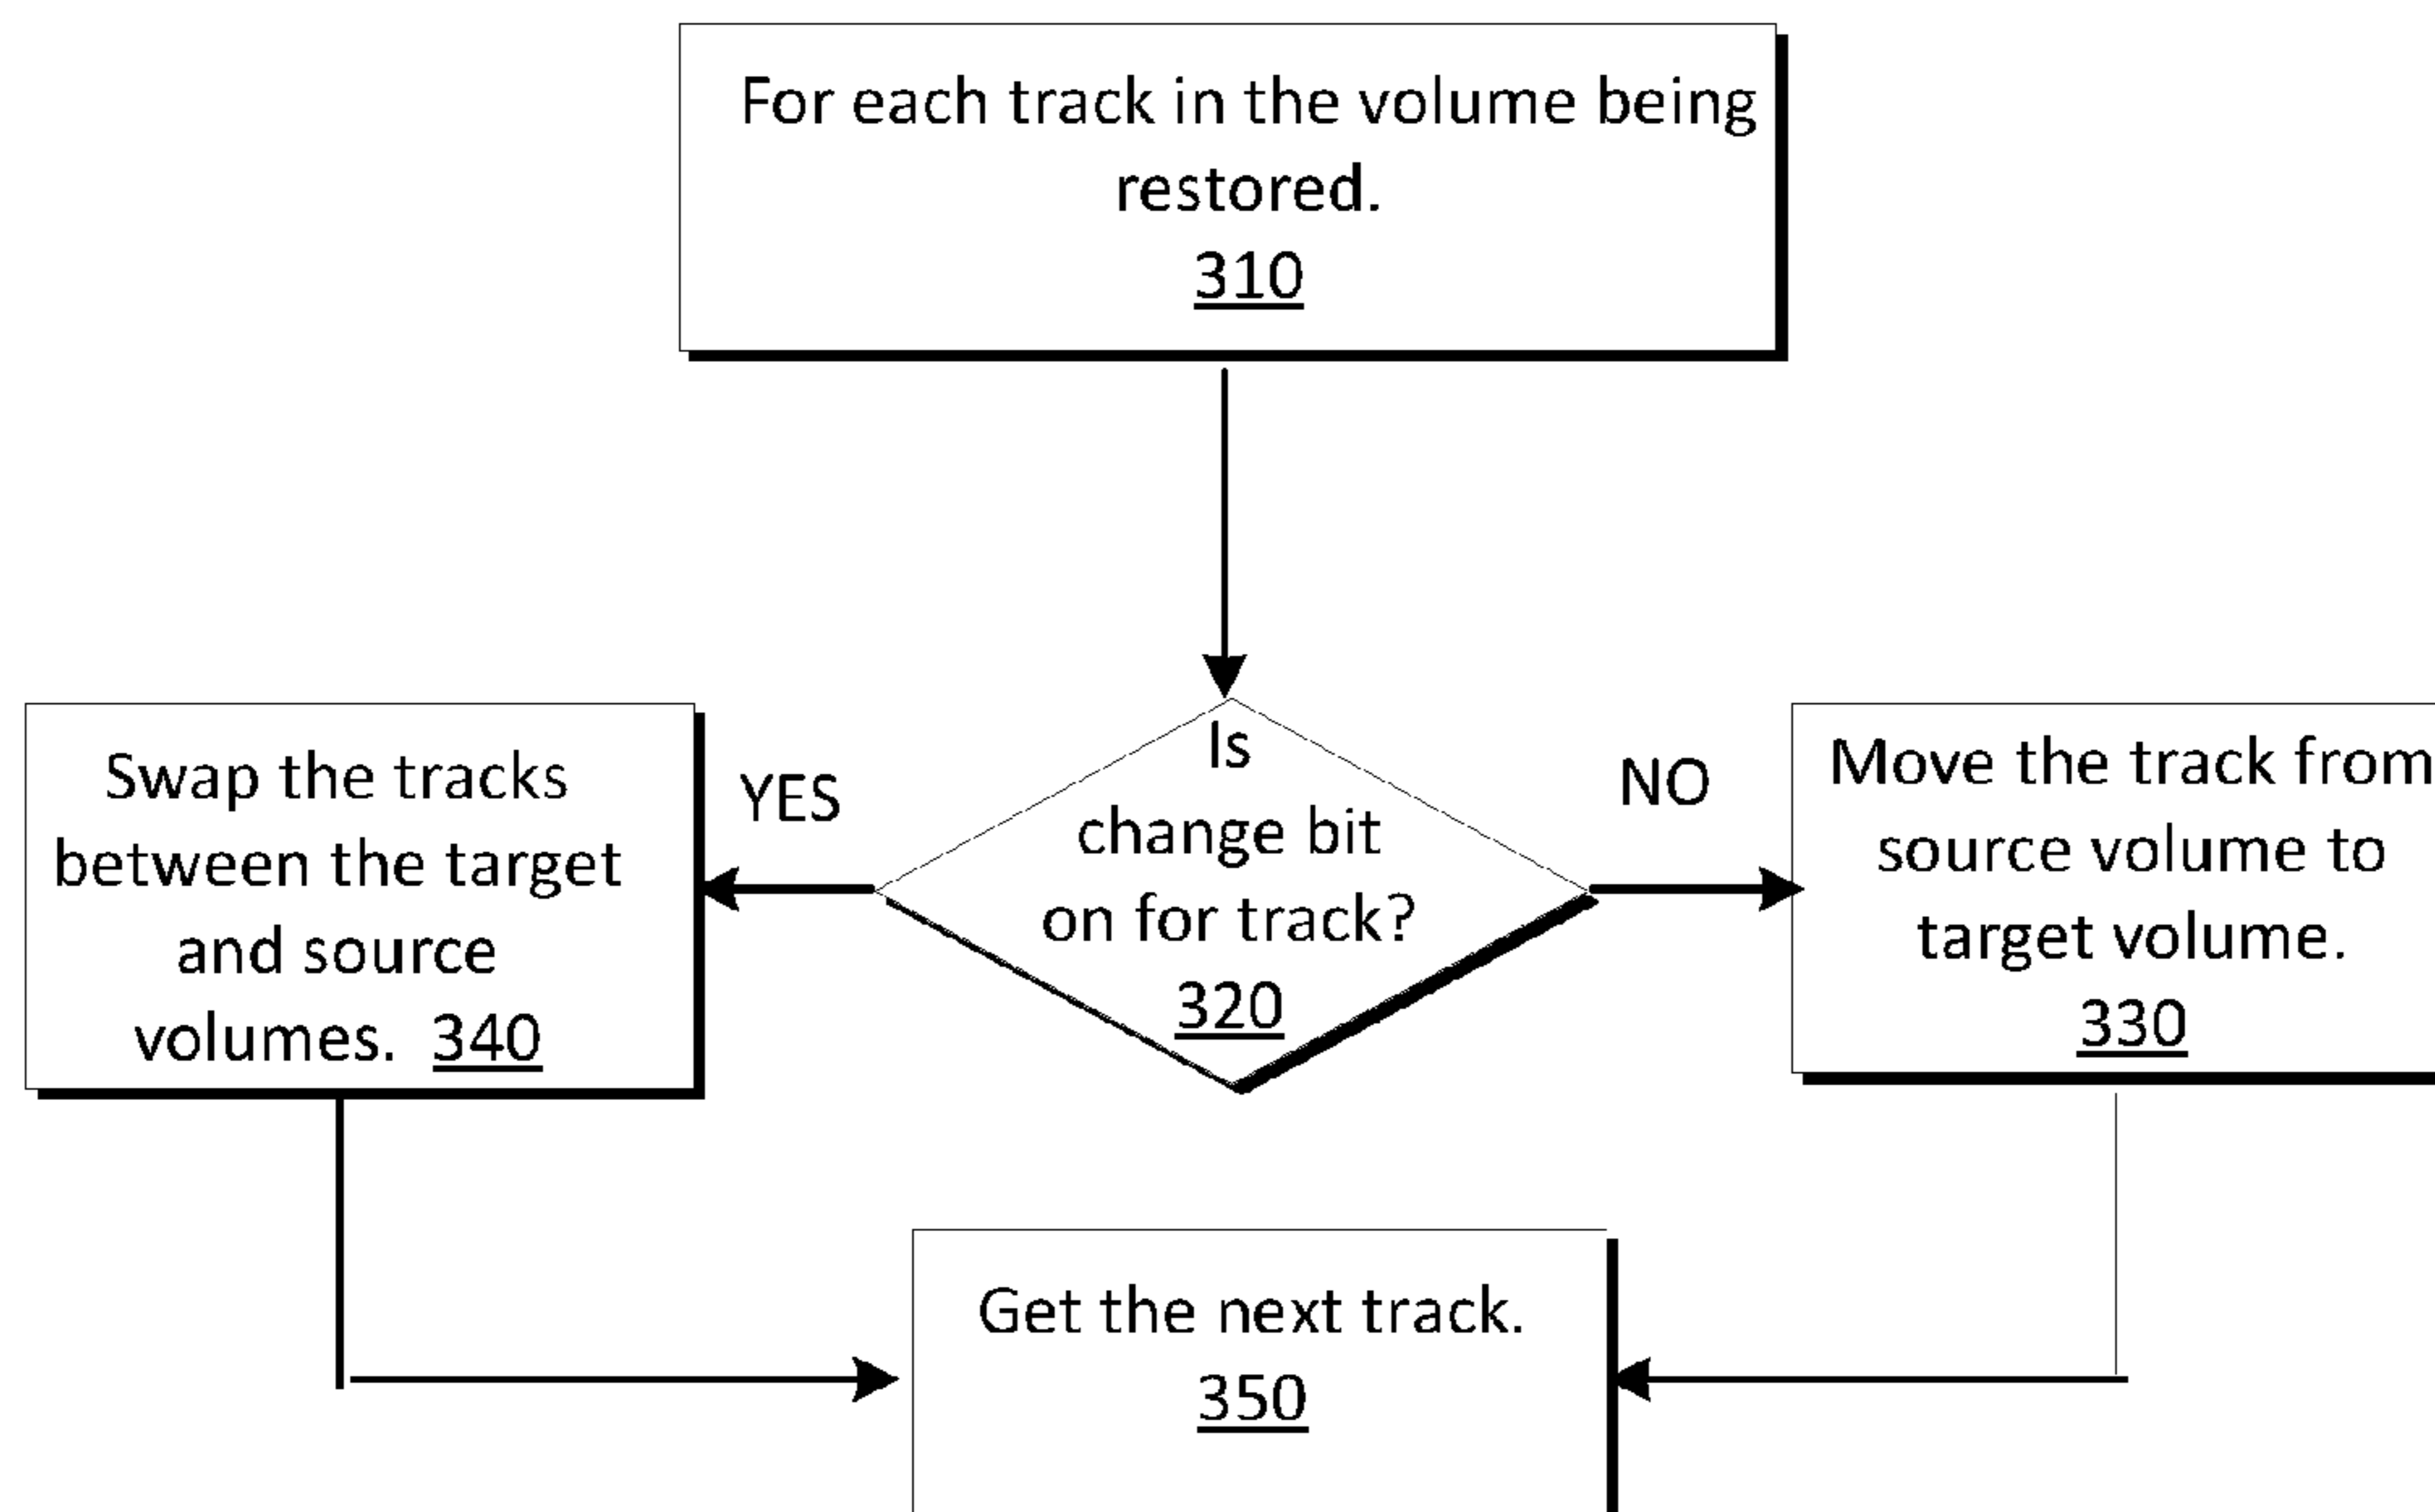 For each track in the volume being
restored.
310
Is
change bit
on for track?
320
YES
NO
Swap the tracks
between the target
and source
volumes. 340
Move the track from
source volume to
target volume.
330
Get the next track.
350